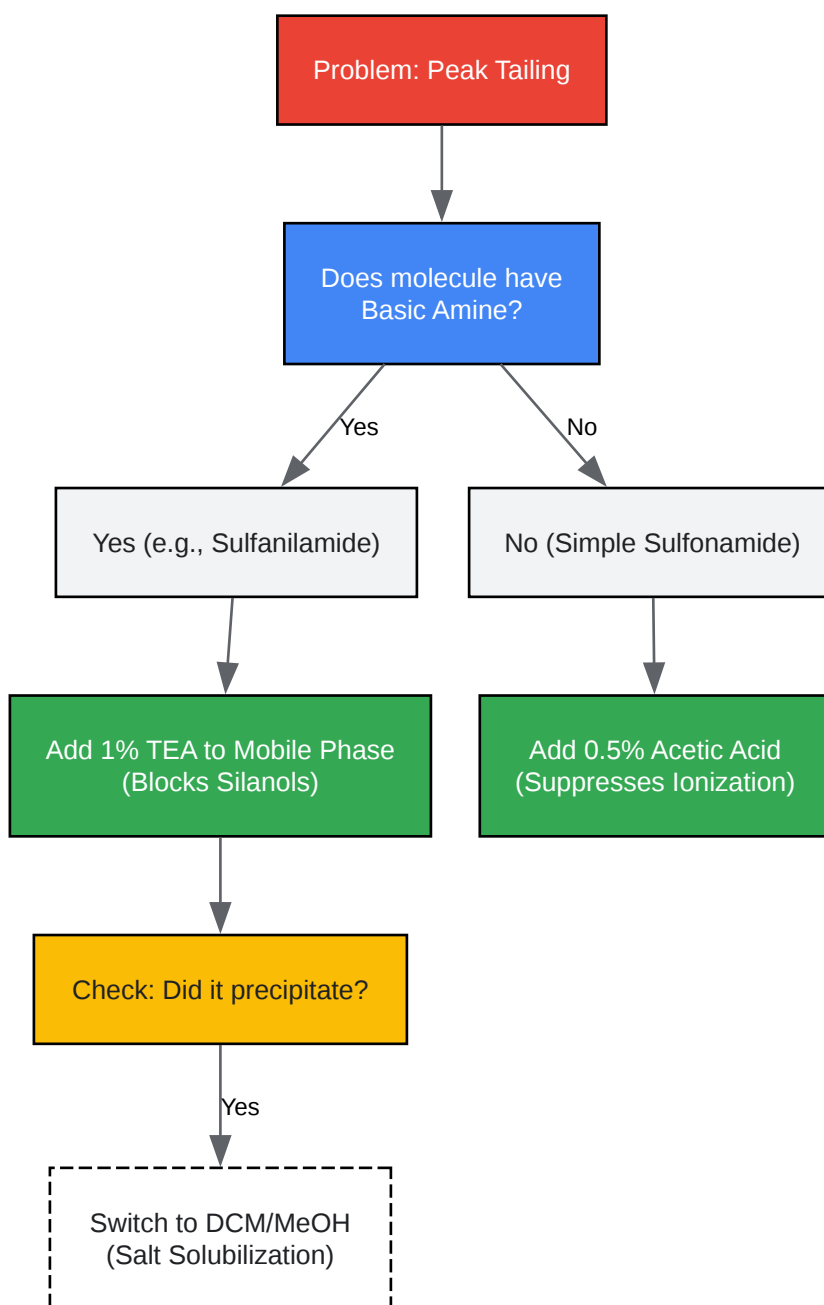 Problem: Peak Tailing
Does molecule have
Basic Amine?
Yes
No
Yes (e.g., Sulfanilamide)
No (Simple Sulfonamide)
Add 1% TEA to Mobile Phase
(Blocks Silanols)
Add 0.5% Acetic Acid
(Suppresses Ionization)
Check: Did it precipitate?
Yes
Switch to DCM/MeOH
(Salt Solubilization)